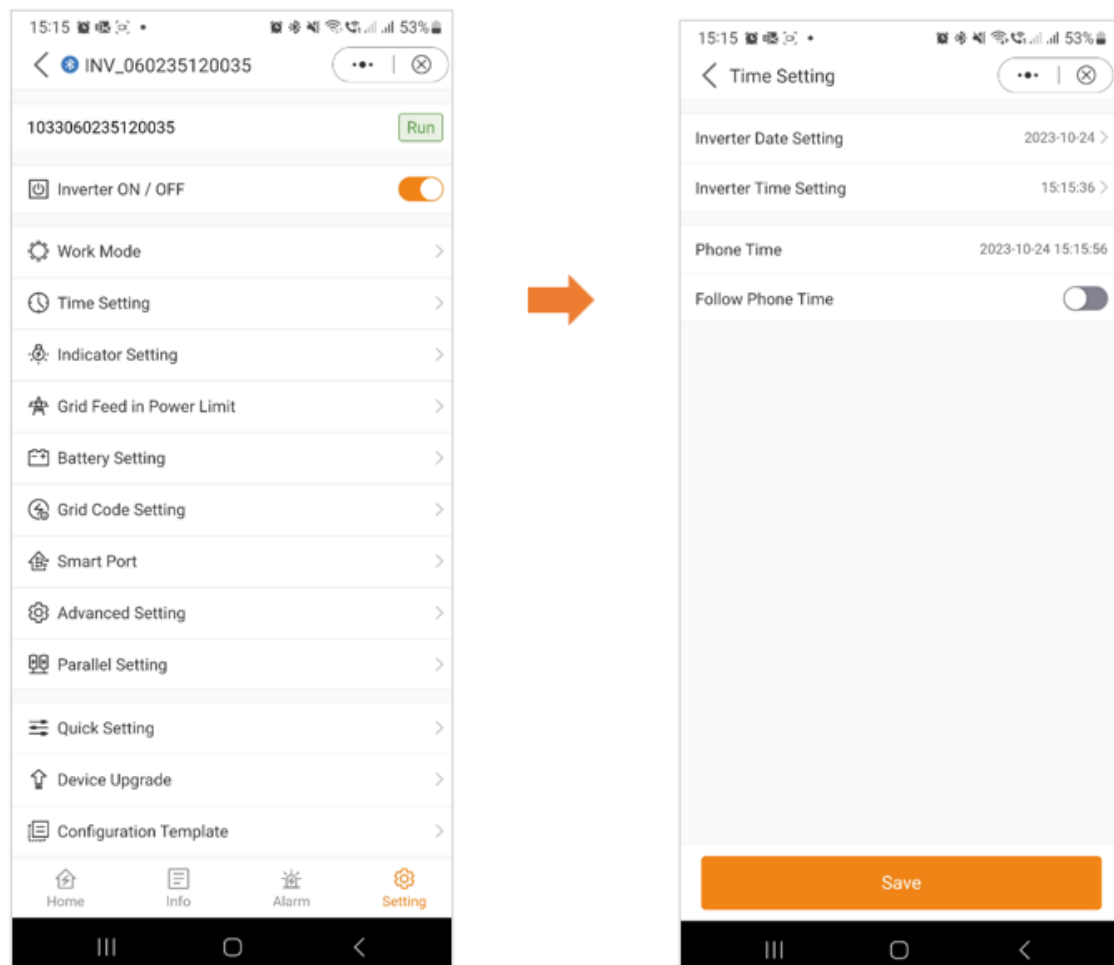 15:15 53%
INV_060235120035
1033060235120035 Run
Inverter ON / OFF
Work Mode
Time Setting
Indicator Setting
Grid Feed in Power Limit
Battery Setting
Grid Code Setting
Smart Port
Advanced Setting
Parallel Setting
Quick Setting
Device Upgrade
Configuration Template
Home Info Alarm Setting
15:15 53%
Time Setting
Inverter Date Setting 2023-10-24
Inverter Time Setting 15:15:36
Phone Time 2023-10-24 15:15:56
Follow Phone Time
Save